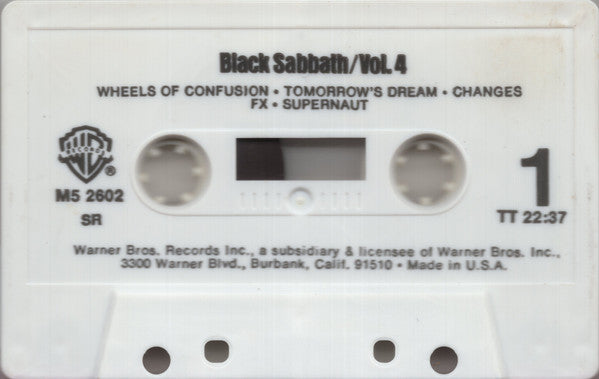 Black Sabbath/Vol. 4
WHEELS OF CONFUSION • TOMORROW'S DREAM • CHANGES
FX • SUPERNAUT
WB
RECORDS
®
M5 2602
SR
1
TT 22:37
Warner Bros. Records Inc., a subsidiary & licensee of Warner Bros. Inc.,
3300 Warner Blvd., Burbank, Calif. 91510 • Made in U.S.A.